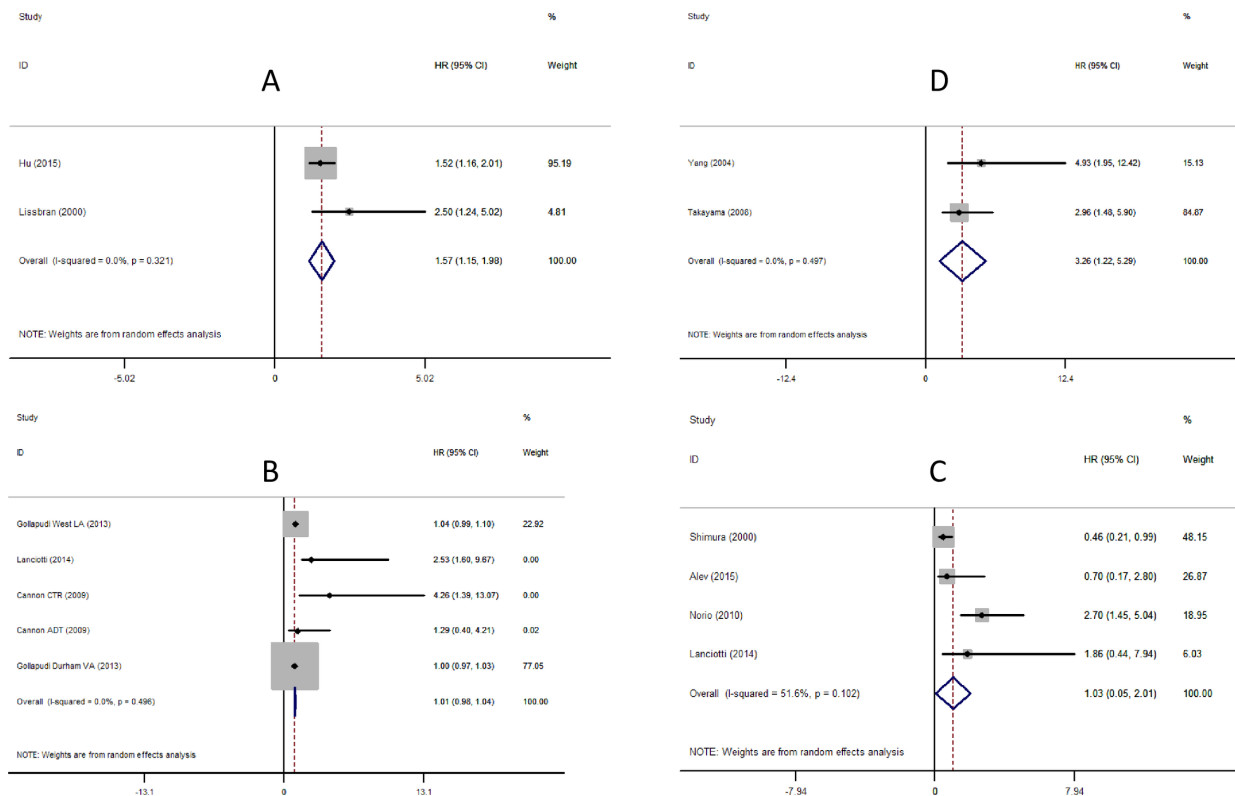 Study %
ID HR (95% CI) Weight
A
Hu (2015) 1.52 (1.16, 2.01) 95.19
Lissbran (2000) 2.50 (1.24, 5.02) 4.81
Overall (I-squared = 0.0%, p = 0.321) 1.57 (1.15, 1.98) 100.00
NOTE: Weights are from random effects analysis
-5.02 0 5.02
Study %
ID HR (95% CI) Weight
D
Yang (2004) 4.93 (1.95, 12.42) 15.13
Takayama (2008) 2.96 (1.48, 5.90) 84.87
Overall (I-squared = 0.0%, p = 0.497) 3.26 (1.22, 5.29) 100.00
NOTE: Weights are from random effects analysis
-12.4 0 12.4
Study %
ID HR (95% CI) Weight
B
Gollapudi West LA (2013) 1.04 (0.99, 1.10) 22.92
Lanciotti (2014) 2.53 (1.60, 9.67) 0.00
Cannon CTR (2009) 4.26 (1.39, 13.07) 0.00
Cannon ADT (2009) 1.29 (0.40, 4.21) 0.02
Gollapudi Durham VA (2013) 1.00 (0.97, 1.03) 77.05
Overall (I-squared = 0.0%, p = 0.496) 1.01 (0.98, 1.04) 100.00
NOTE: Weights are from random effects analysis
-13.1 0 13.1
Study %
ID HR (95% CI) Weight
C
Shimura (2000) 0.46 (0.21, 0.99) 48.15
Alev (2015) 0.70 (0.17, 2.80) 26.87
Norio (2010) 2.70 (1.45, 5.04) 18.95
Lanciotti (2014) 1.86 (0.44, 7.94) 6.03
Overall (I-squared = 51.6%, p = 0.102) 1.03 (0.05, 2.01) 100.00
NOTE: Weights are from random effects analysis
-7.94 0 7.94